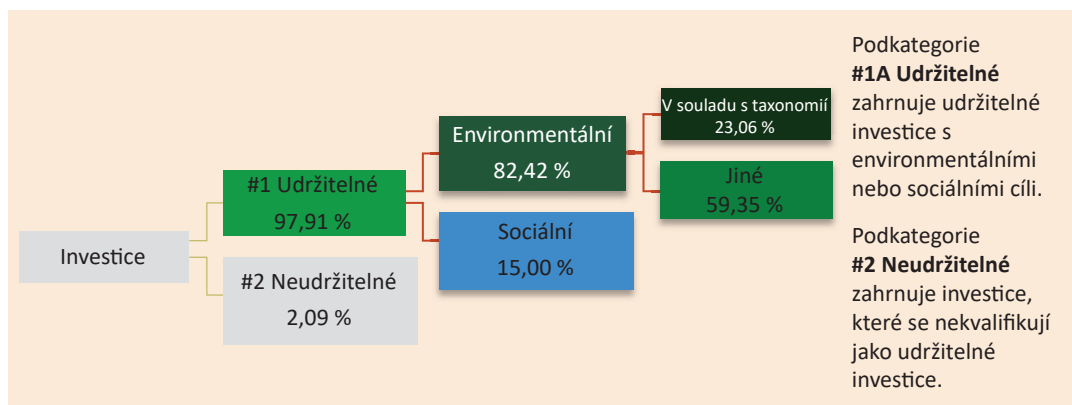 Investice
#1 Udržitelné
97,91 %
#2 Neudržitelné
2,09 %
Environmentální
82,42 %
Sociální
15,00 %
V souladu s taxonomií
23,06 %
Jiné
59,35 %
Podkategorie
#1A Udržitelné
zahrnuje udržitelné
investice s
environmentálními
nebo sociálními cíli.
Podkategorie
#2 Neudržitelné
zahrnuje investice,
které se nekvalifikují
jako udržitelné
investice.